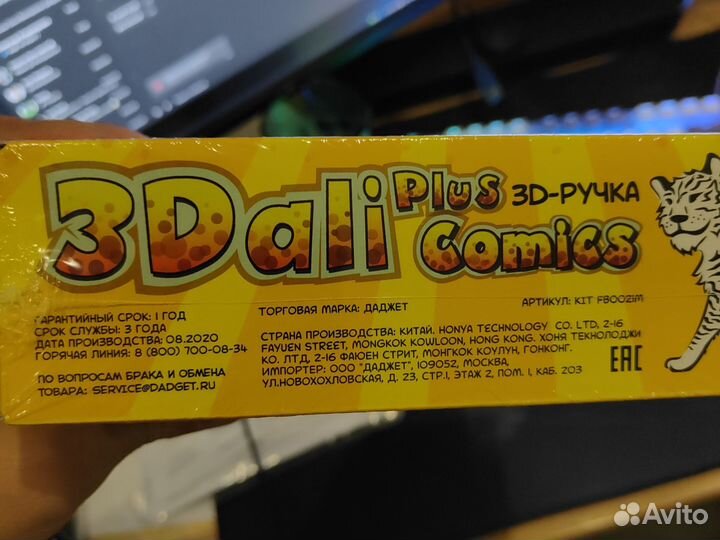 3Dali Plus Comics 3D-РУЧКА
ГАРАНТИЙНЫЙ СРОК: 1 ГОД
СРОК СЛУЖБЫ: 3 ГОДА
ДАТА ПРОИЗВОДСТВА: 08.2020
ГОРЯЧАЯ ЛИНИЯ: 8 (800) 700-08-34
ПО ВОПРОСАМ БРАКА И ОБМЕНА
ТОВАРА: SERVICE@DADGET.RU
ТОРГОВАЯ МАРКА: ДАДЖЕТ
АРТИКУЛ: KIT FB0021M
СТРАНА ПРОИЗВОДСТВА: КИТАЙ. HONYA TECHNOLOGY CO. LTD, 2-16
FAYUEN STREET, MONGKOK KOWLOON, HONG KONG. ХОНЯ ТЕКНОЛОДЖИ
КО. ЛТД, 2-16 ФАЮЕН СТРИТ, МОНГКОК КОУЛУН, ГОНКОНГ.
ИМПОРТЕР: ООО "ДАДЖЕТ", 109052, МОСКВА,
УЛ.НОВОХОХЛОВСКАЯ, Д. 23, СТР.1, ЭТАЖ 2, ПОМ. 1, КАБ. 203
ЕАС
Avito